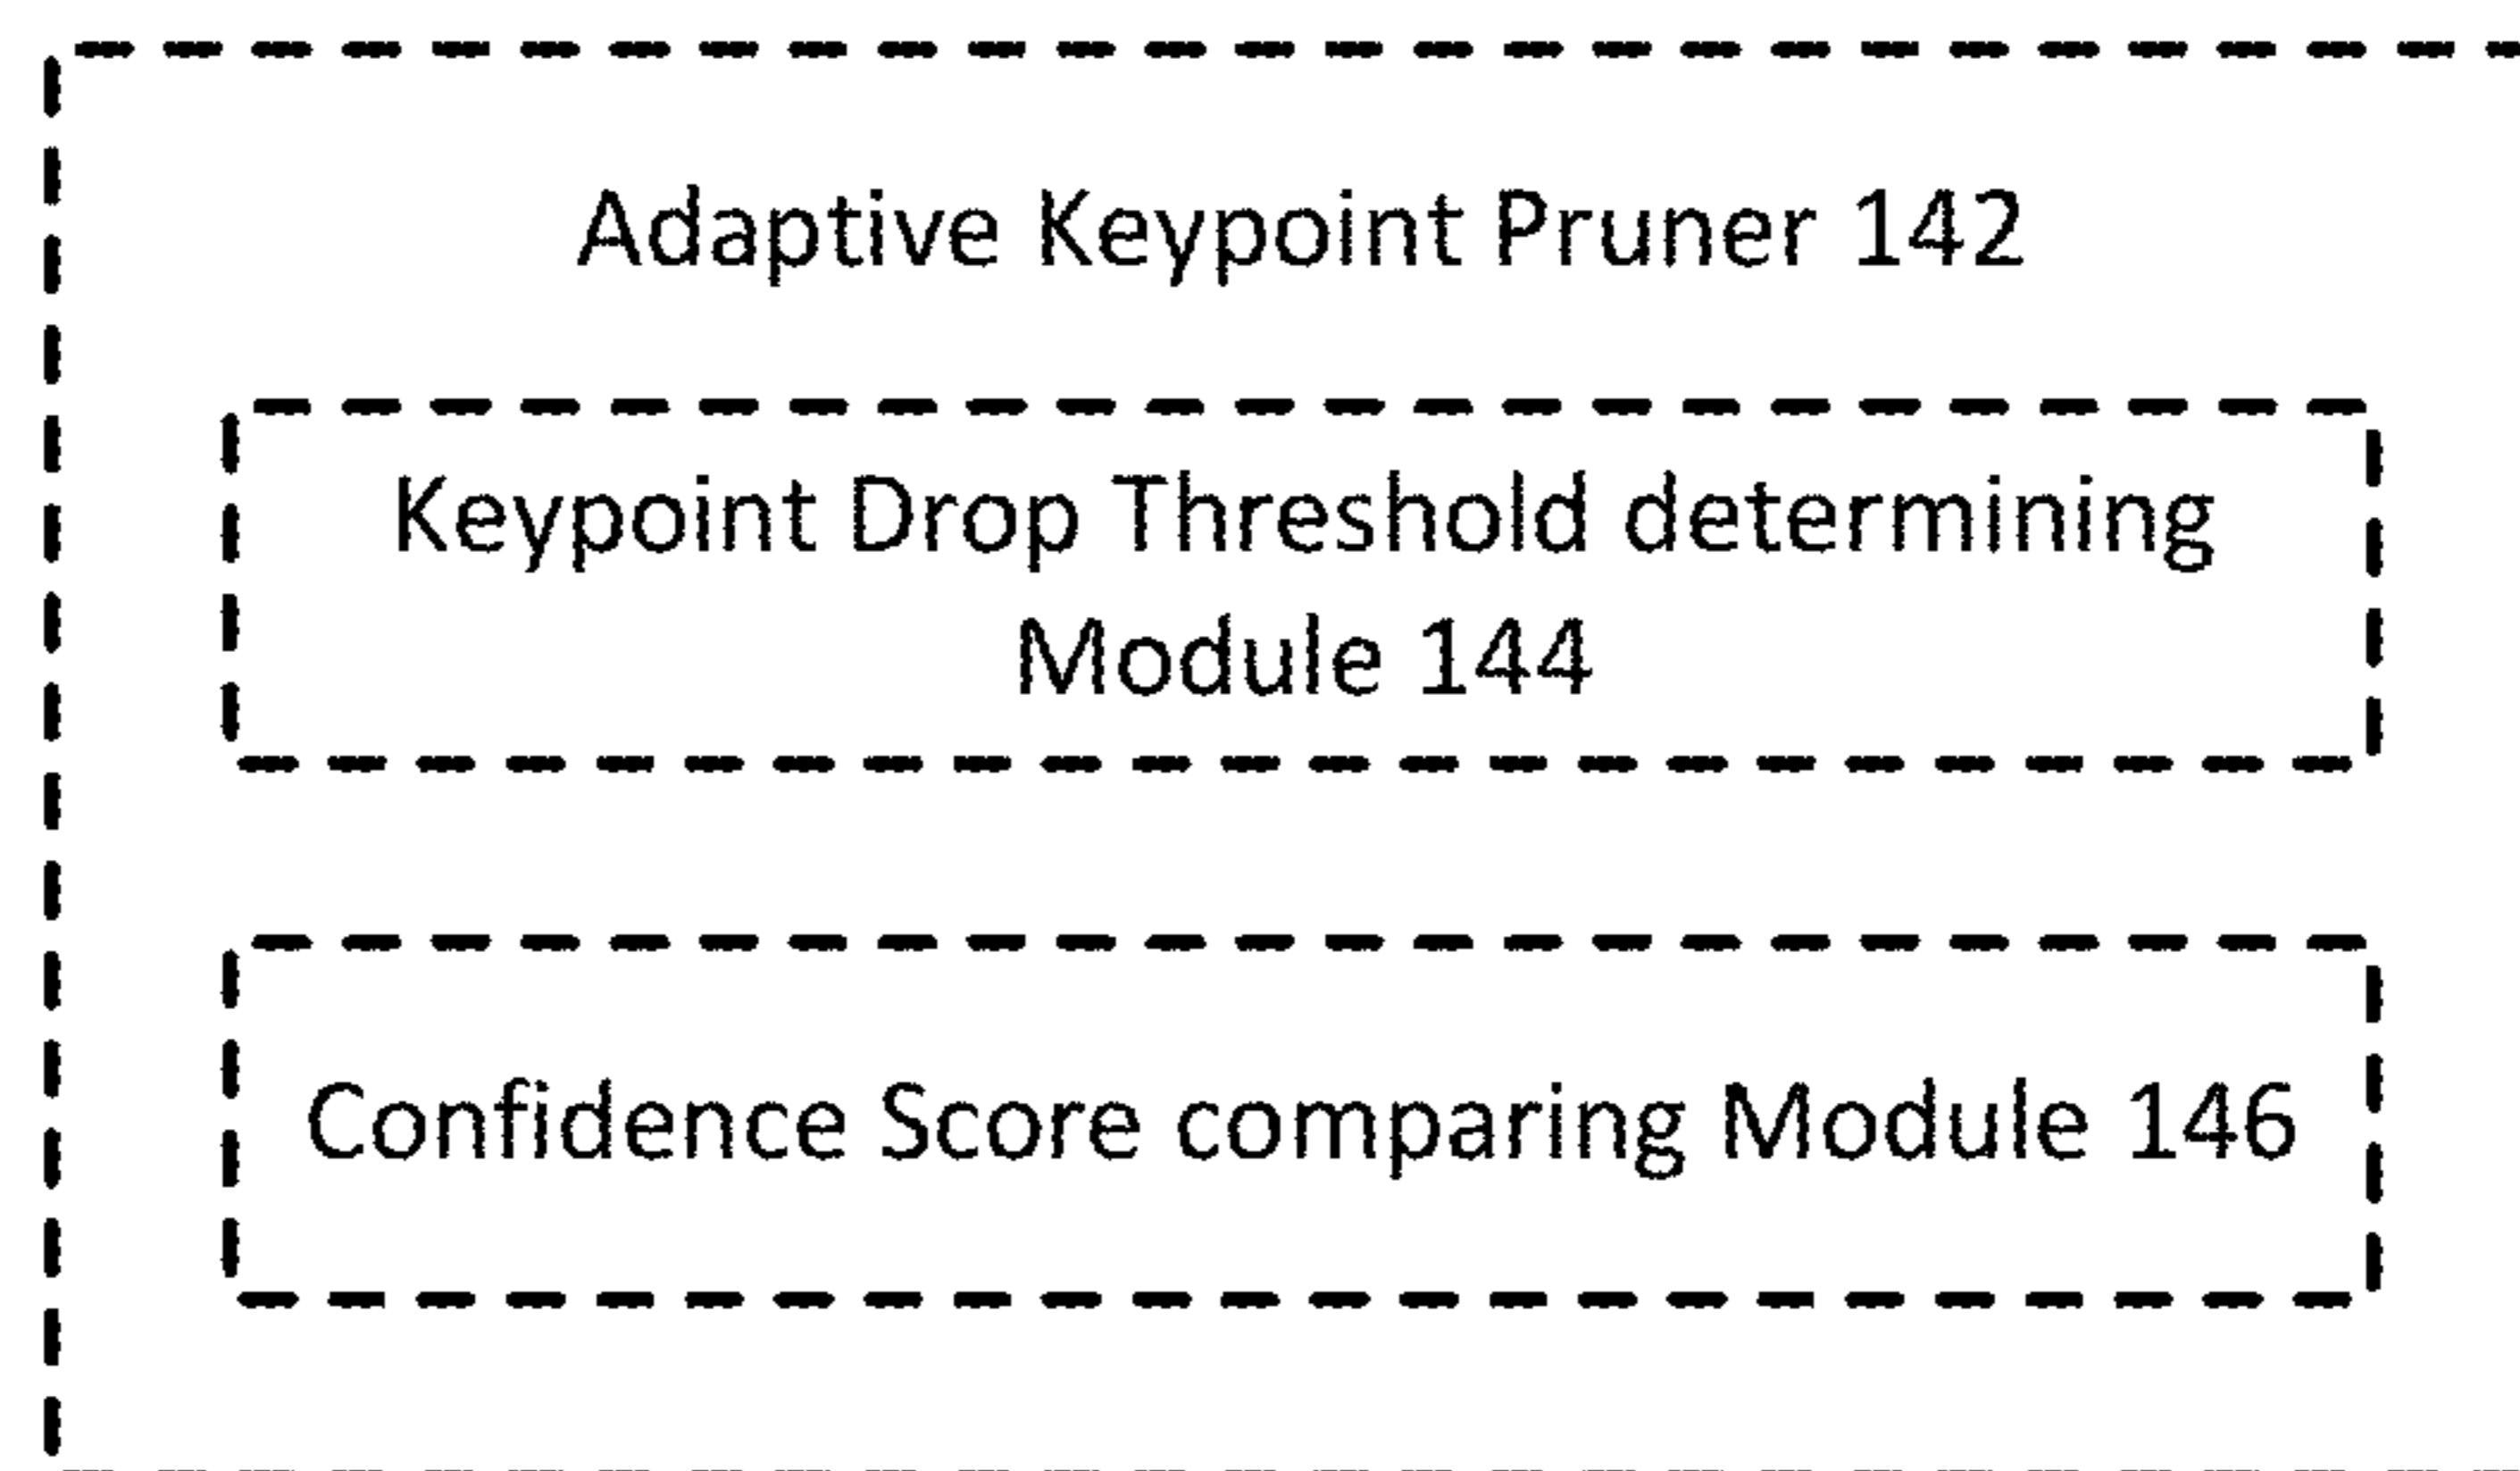 Adaptive Keypoint Pruner 142
Keypoint Drop Threshold determining
Module 144
Confidence Score comparing Module 146